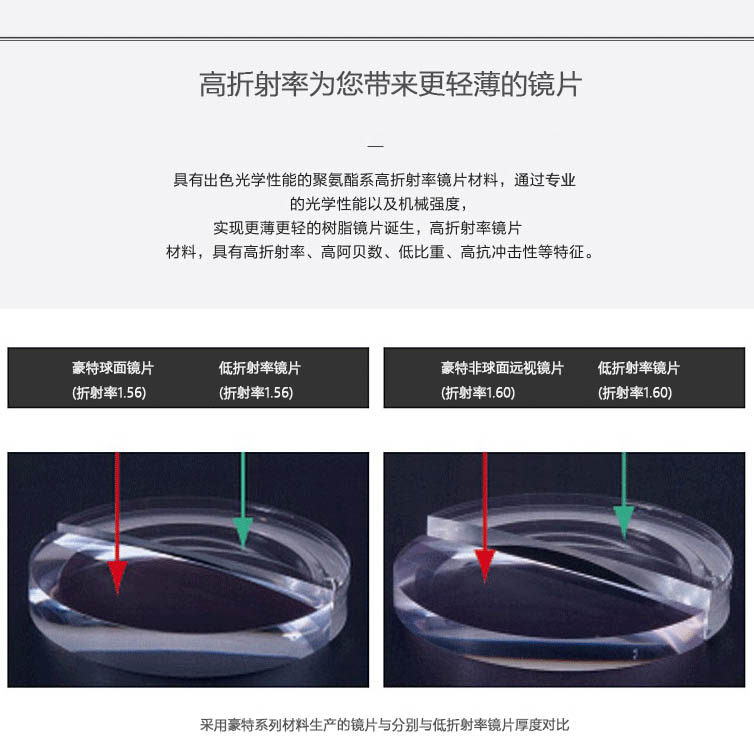 高折射率为您带来更轻薄的镜片
具有出色光学性能的聚氨酯系高折射率镜片材料，通过专业
的光学性能以及机械强度，
实现更薄更轻的树脂镜片诞生，高折射率镜片
材料，具有高折射率、高阿贝数、低比重、高抗冲击性等特征。
豪特球面镜片 低折射率镜片
(折射率1.56) (折射率1.56)
豪特非球面远视镜片 低折射率镜片
(折射率1.60) (折射率1.60)
采用豪特系列材料生产的镜片与分别与低折射率镜片厚度对比